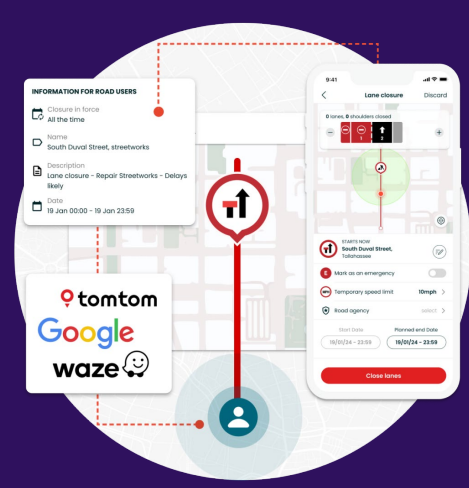 INFORMATION FOR ROAD USERS
Closure in force
All the time
Name
South Duval Street, streetworks
Description
Lane closure - Repair Streetworks - Delays
likely
Date
19 Jan 00:00 - 19 Jan 23:59
tomtom
Google
waze
9:41
Lane closure
Discard
0 lanes, 0 shoulders closed
1
2
STARTS NOW
South Duval Street,
Tallahassee
Mark as an emergency
Temporary speed limit
10mph
Road agency
select
Start Date
Planned end Date
19/01/24 - 23:59
19/01/24 - 23:59
Close lanes